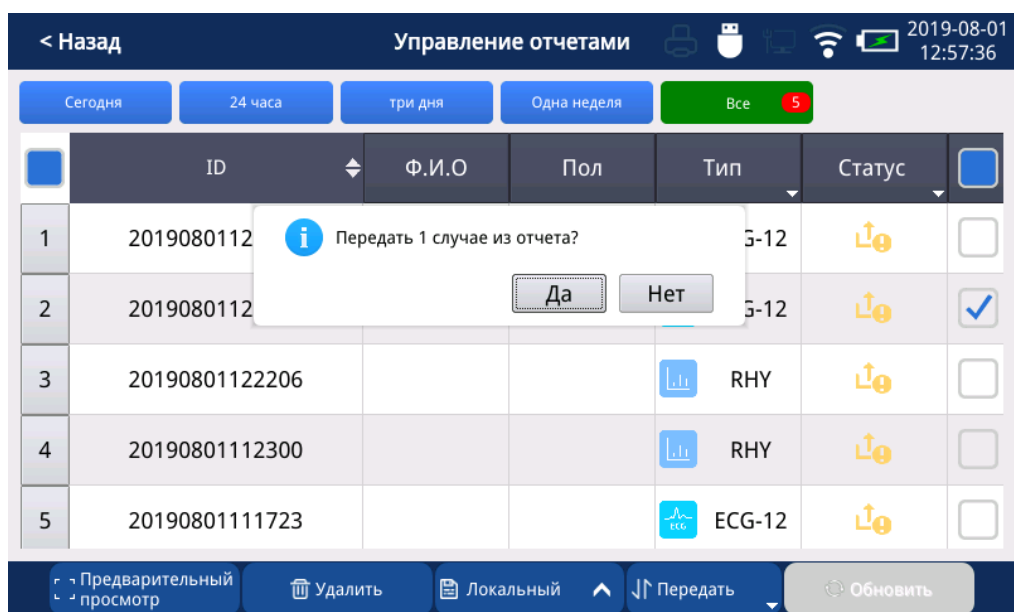 < Назад Управление отчетами 2019-08-01
12:57:36
Сегодня 24 часа три дня Одна неделя Все 5
ID Ф.И.О Пол Тип Статус
1 2019080112 G-12
Передать 1 случае из отчета?
Да Нет
2 2019080112 G-12
3 20190801122206 RHY
4 20190801112300 RHY
5 20190801111723 ECG ECG-12
Предварительный
просмотр
Удалить Локальный Передать Обновить